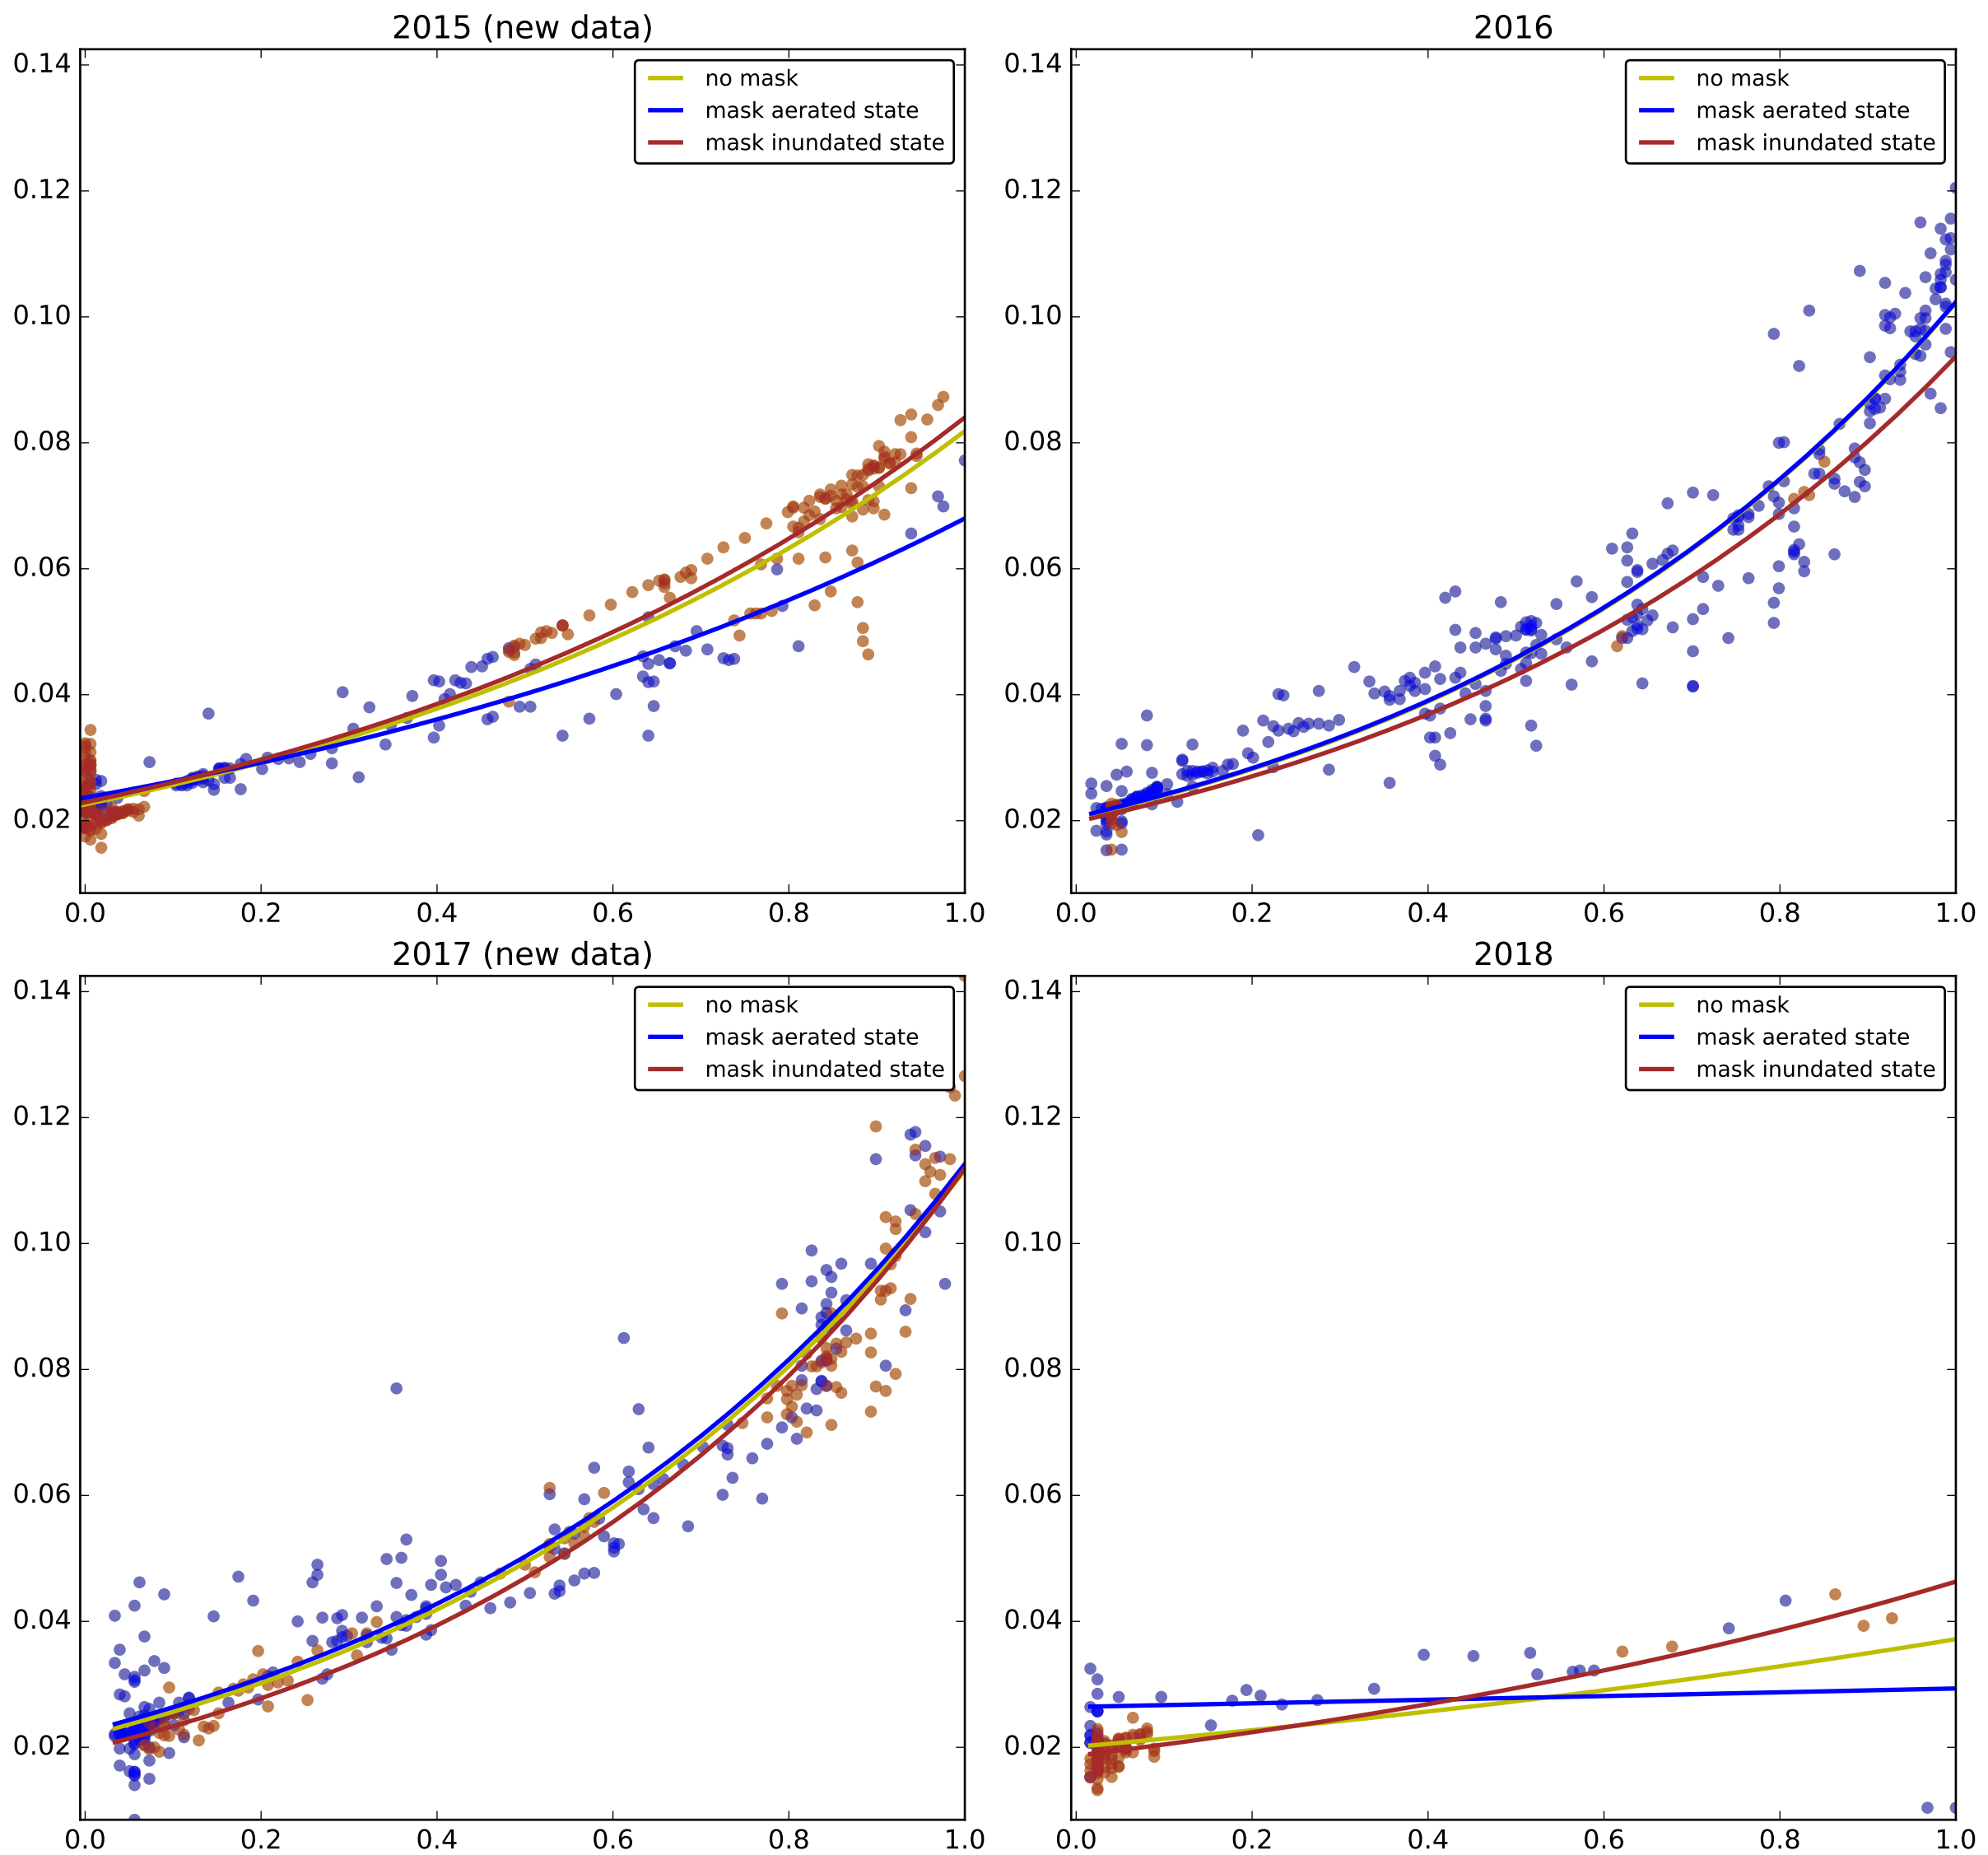 2015 (new data)
0.14
0.12
0.10
0.08
0.06
0.04
0.02
0.0 0.2 0.4 0.6 0.8 1.0
no mask
mask aerated state
mask inundated state
2016
0.14
0.12
0.10
0.08
0.06
0.04
0.02
0.0 0.2 0.4 0.6 0.8 1.0
no mask
mask aerated state
mask inundated state
2017 (new data)
0.14
0.12
0.10
0.08
0.06
0.04
0.02
0.0 0.2 0.4 0.6 0.8 1.0
no mask
mask aerated state
mask inundated state
2018
0.14
0.12
0.10
0.08
0.06
0.04
0.02
0.0 0.2 0.4 0.6 0.8 1.0
no mask
mask aerated state
mask inundated state